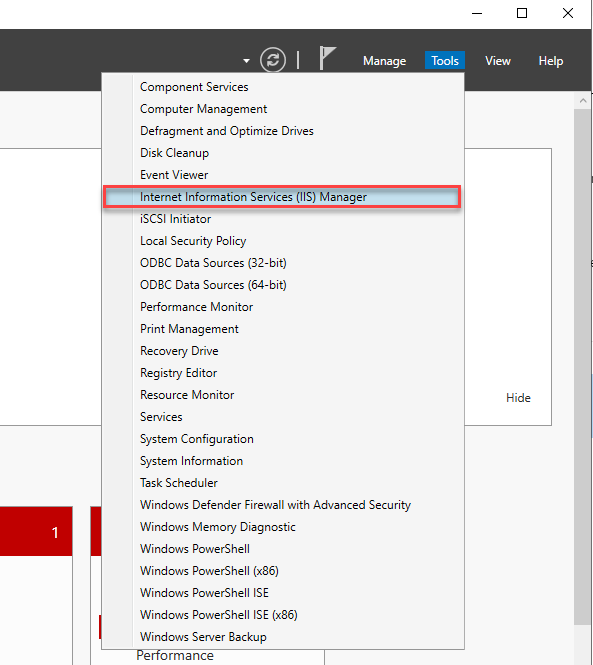 Manage Tools View Help
Component Services
Computer Management
Defragment and Optimize Drives
Disk Cleanup
Event Viewer
Internet Information Services (IIS) Manager
iSCSI Initiator
Local Security Policy
ODBC Data Sources (32-bit)
ODBC Data Sources (64-bit)
Performance Monitor
Print Management
Recovery Drive
Registry Editor
Resource Monitor
Hide
Services
System Configuration
System Information
Task Scheduler
Windows Defender Firewall with Advanced Security
1
Windows Memory Diagnostic
Windows PowerShell
Windows PowerShell (x86)
Windows PowerShell ISE
Windows PowerShell ISE (x86)
Windows Server Backup
Performance